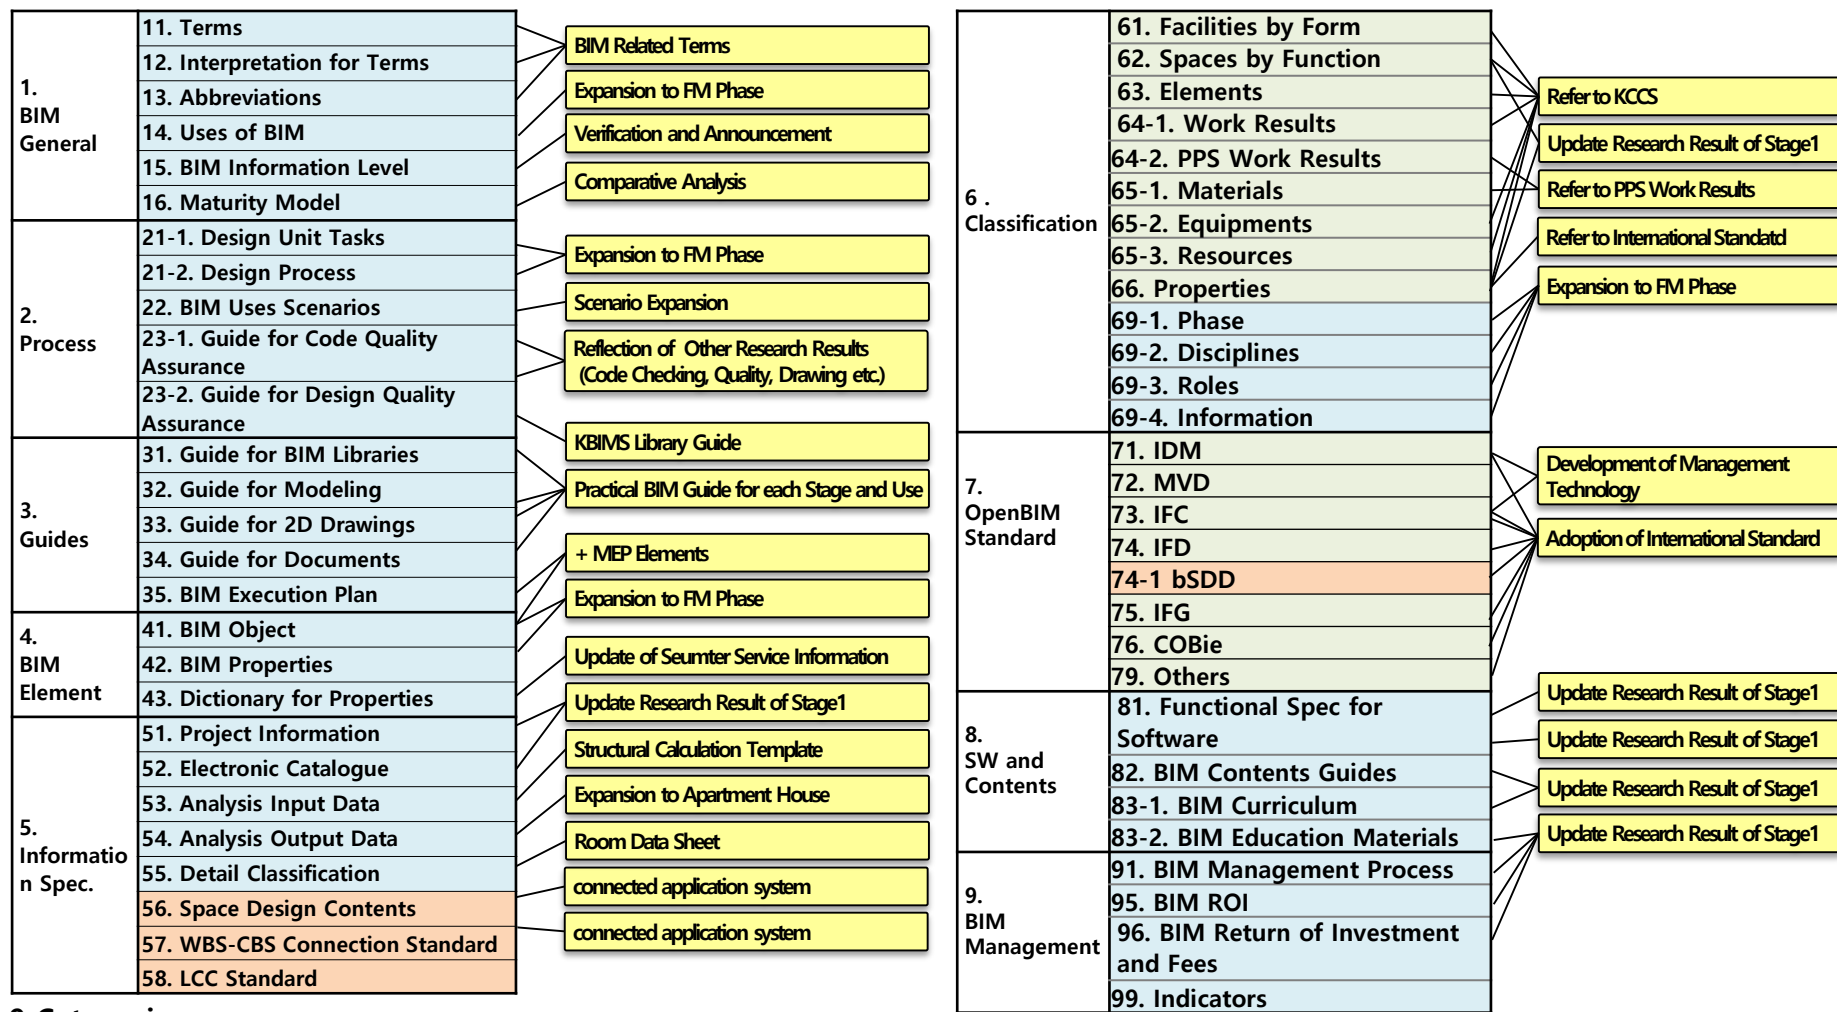 1.
BIM
General
11. Terms
12. Interpretation for Terms
13. Abbreviations
14. Uses of BIM
15. BIM Information Level
16. Maturity Model
BIM Related Terms
Expansion to FM Phase
Verification and Announcement
Comparative Analysis
2.
Process
21-1. Design Unit Tasks
21-2. Design Process
22. BIM Uses Scenarios
23-1. Guide for Code Quality
Assurance
23-2. Guide for Design Quality
Assurance
Expansion to FM Phase
Scenario Expansion
Reflection of Other Research Results
(Code Checking, Quality, Drawing etc.)
3.
Guides
31. Guide for BIM Libraries
32. Guide for Modeling
33. Guide for 2D Drawings
34. Guide for Documents
35. BIM Execution Plan
KBIMS Library Guide
Practical BIM Guide for each Stage and Use
+ MEP Elements
Expansion to FM Phase
4.
BIM
Element
41. BIM Object
42. BIM Properties
43. Dictionary for Properties
Update of Seumter Service Information
Update Research Result of Stage1
5.
Informatio
n Spec.
51. Project Information
52. Electronic Catalogue
53. Analysis Input Data
54. Analysis Output Data
55. Detail Classification
56. Space Design Contents
57. WBS-CBS Connection Standard
58. LCC Standard
Structural Calculation Template
Expansion to Apartment House
Room Data Sheet
connected application system
connected application system
6 .
Classification
61. Facilities by Form
62. Spaces by Function
63. Elements
64-1. Work Results
64-2. PPS Work Results
65-1. Materials
65-2. Equipments
65-3. Resources
66. Properties
69-1. Phase
69-2. Disciplines
69-3. Roles
69-4. Information
Refer to KCCS
Update Research Result of Stage1
Refer to PPS Work Results
Refer to International Standatd
Expansion to FM Phase
7.
OpenBIM
Standard
71. IDM
72. MVD
73. IFC
74. IFD
74-1 bSDD
75. IFG
76. COBie
79. Others
Development of Management
Technology
Adoption of International Standard
8.
SW and
Contents
81. Functional Spec for
Software
82. BIM Contents Guides
83-1. BIM Curriculum
83-2. BIM Education Materials
Update Research Result of Stage1
Update Research Result of Stage1
Update Research Result of Stage1
Update Research Result of Stage1
9.
BIM
Management
91. BIM Management Process
95. BIM ROI
96. BIM Return of Investment
and Fees
99. Indicators